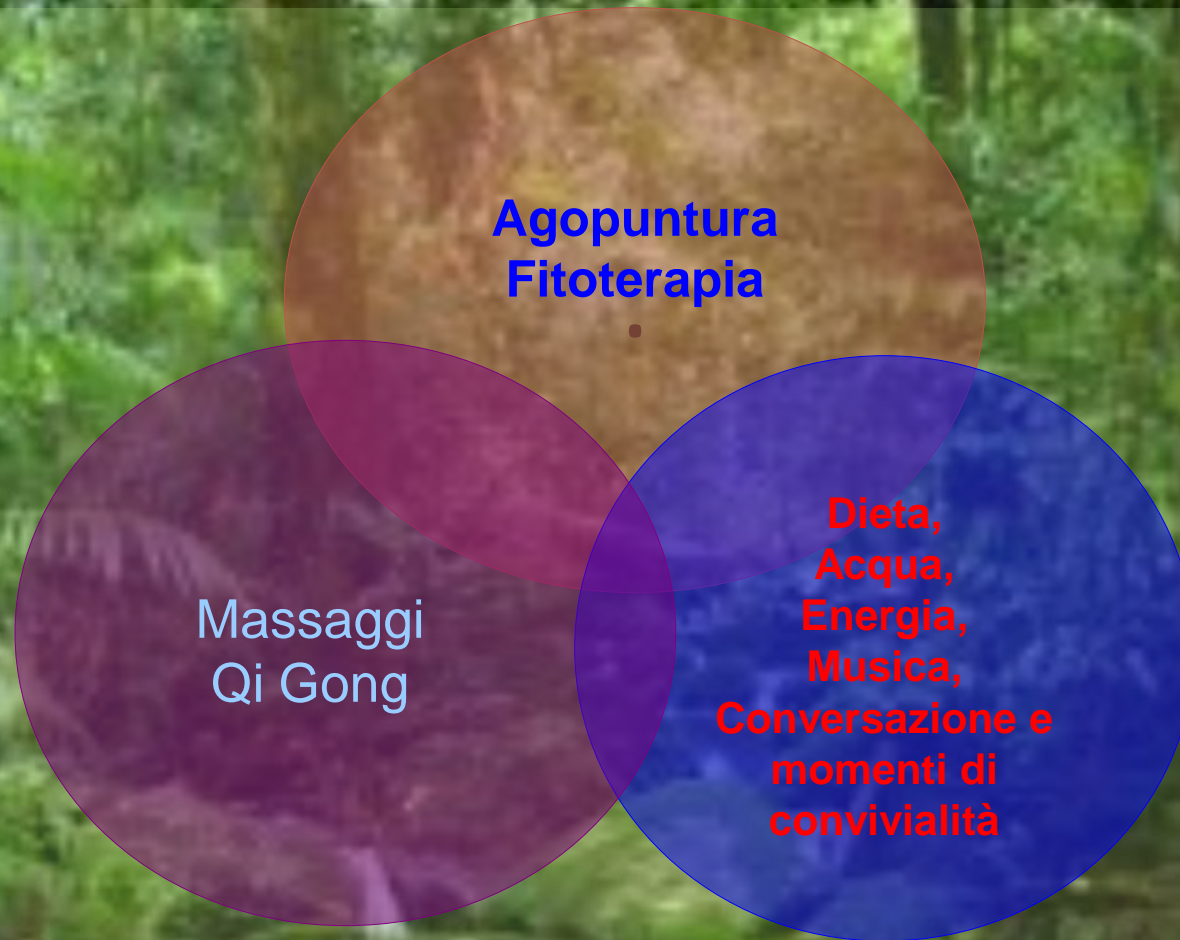 Agopuntura
Fitoterapia
Massaggi
Qi Gong
Dieta,
Acqua,
Energia,
Musica,
Conversazione e
momenti di
convivialità